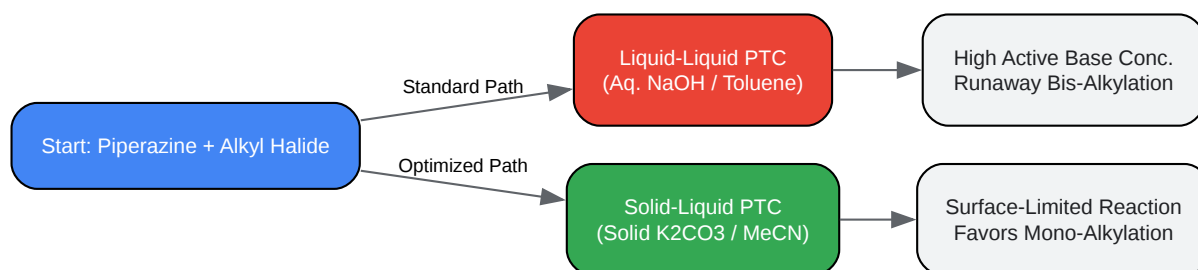 Start: Piperazine + Alkyl Halide
Standard Path
Optimized Path
Liquid-Liquid PTC
(Aq. NaOH / Toluene)
High Active Base Conc.
Runaway Bis-Alkylation
Solid-Liquid PTC
(Solid K2CO3 / MeCN)
Surface-Limited Reaction
Favors Mono-Alkylation